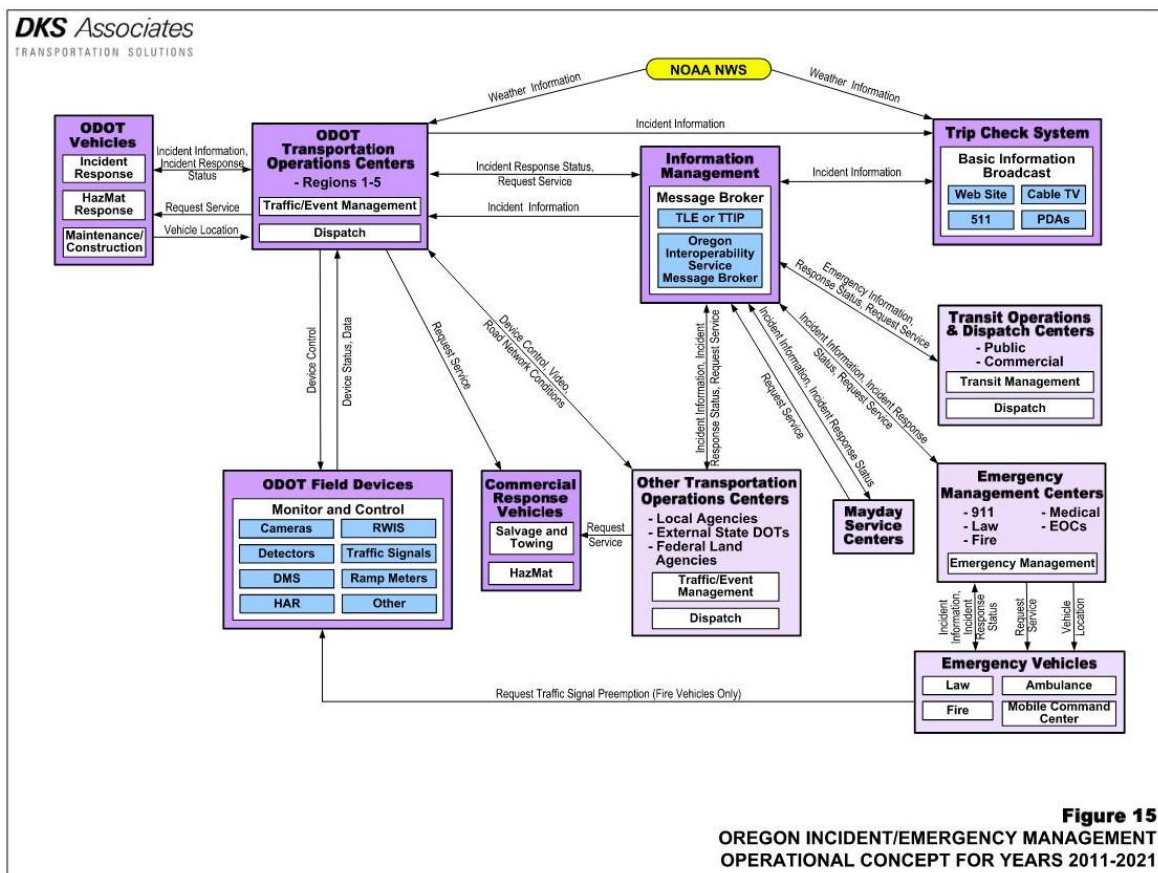 DKS Associates
TRANSPORTATION SOLUTIONS
NOAA NWS
Weather Information
Weather Information
ODOT
Vehicles
Incident
Response
HazMat
Response
Maintenance/
Construction
Incident Information,
Incident Response
Status
Request Service
Vehicle Location
ODOT
Transportation
Operations Centers
- Regions 1-5
Traffic/Event Management
Dispatch
Incident Information
Incident Response Status,
Request Service
Incident Information
Information
Management
Message Broker
TLE or TTIP
Oregon
Interoperability
Service
Message Broker
Incident Information
Trip Check System
Basic Information
Broadcast
Web Site
Cable TV
511
PDAs
Emergency Information,
Response Status, Request Service
Transit Operations
& Dispatch Centers
- Public
- Commercial
Transit Management
Dispatch
Device Control
Device Status, Data
Request Service
Device Control, Video,
Road Network Conditions
Incident Information, Incident
Response Status, Request Service
Request Service
Incident Information, Incident Response Status
Incident Information, Incident Response
Status, Request Service
ODOT Field Devices
Monitor and Control
Cameras
RWIS
Detectors
Traffic Signals
DMS
Ramp Meters
HAR
Other
Commercial
Response
Vehicles
Salvage and
Towing
HazMat
Request
Service
Other Transportation
Operations Centers
- Local Agencies
- External State DOTs
- Federal Land
Agencies
Traffic/Event
Management
Dispatch
Mayday
Service
Centers
Emergency
Management Centers
- 911
- Law
- Fire
- Medical
- EOCs
Emergency Management
Incident
Information,
Incident
Response
Status
Request
Service
Vehicle
Location
Emergency Vehicles
Law
Ambulance
Fire
Mobile Command
Center
Request Traffic Signal Preemption (Fire Vehicles Only)
Figure 15
OREGON INCIDENT/EMERGENCY MANAGEMENT
OPERATIONAL CONCEPT FOR YEARS 2011-2021